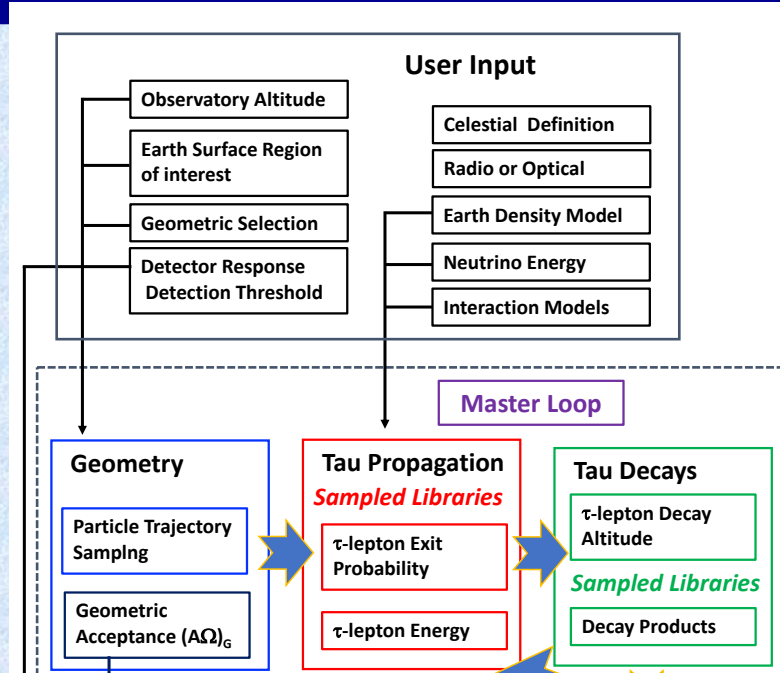 User Input
Observatory Altitude
Earth Surface Region
of interest
Geometric Selection
Detector Response
Detection Threshold
Celestial Definition
Radio or Optical
Earth Density Model
Neutrino Energy
Interaction Models
Master Loop
Geometry
Particle Trajectory
Samplng
Geometric
Acceptance (AΩ)G
Tau Propagation
Sampled Libraries
τ-lepton Exit
Probability
τ-lepton Energy
Tau Decays
τ-lepton Decay
Altitude
Sampled Libraries
Decay Products